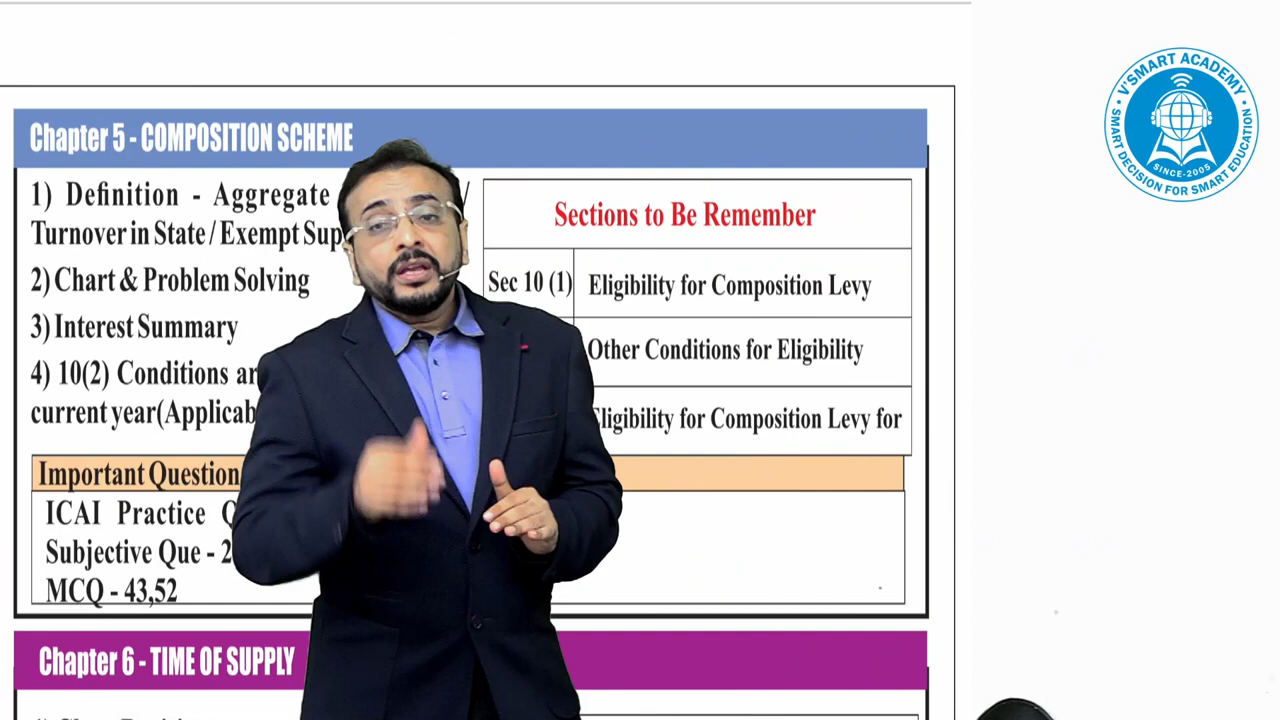 V'SMART ACADEMY
SMART DECISION FOR SMART EDUCATION
SINCE-2005
Chapter 5 - COMPOSITION SCHEME
1) Definition - Aggregate /
Turnover in State / Exempt
2) Chart & Problem Solving
3) Interest Summary
4) 10(2) Conditions
current year
Sections to Be Remember
Sec 10 (1) Eligibility for Composition Levy
Other Conditions for Eligibility
Eligibility for Composition Levy for
Important Question
ICAI Practice
Subjective Que - 2
MCQ - 43,52
Chapter 6 - TIME OF SUPPLY